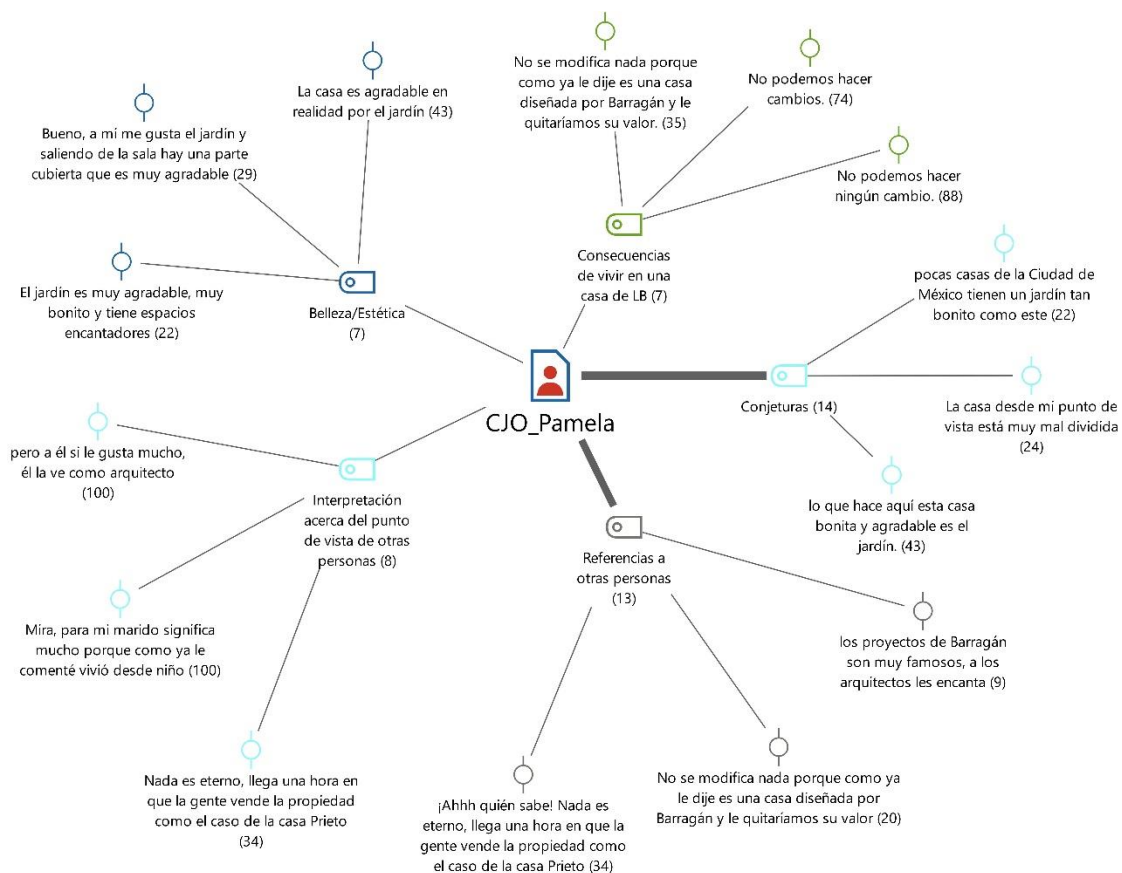 No se modifica nada porque
como ya le dije es una casa
diseñada por Barragán y le
quitaríamos su valor. (35)
No podemos hacer
cambios. (74)
La casa es agradable en
realidad por el jardín (43)
Bueno, a mi me gusta el jardín y
saliendo de la sala hay una parte
cubierta que es muy agradable (29)
No podemos hacer
ningún cambio. (88)
El jardín es muy agradable, muy
bonito y tiene espacios
encantadores (22)
Belleza/Estética
(7)
Consecuencias
de vivir en una
casa de LB (7)
pocas casas de la Ciudad de
México tienen un jardín tan
bonito como este (22)
CJO_Pamela
Conjeturas (14)
La casa desde mi punto de
vista está muy mal dividida
(24)
pero a él si le gusta mucho,
él la ve como arquitecto
(100)
Interpretación
acerca del punto
de vista de otras
personas (8)
lo que hace aquí esta casa
bonita y agradable es el
jardín. (43)
Referencias a
otras personas
(13)
Mira, para mi marido significa
mucho porque como ya le
comenté vivió desde niño (100)
los proyectos de Barragán
son muy famosos, a los
arquitectos les encanta (9)
Nada es eterno, llega una hora en
que la gente vende la propiedad
como el caso de la casa Prieto
(34)
¡Ahhh quién sabe! Nada es
eterno, llega una hora en que la
gente vende la propiedad como
el caso de la casa Prieto (34)
No se modifica nada porque como ya
le dije es una casa diseñada por
Barragán y le quitaríamos su valor (20)